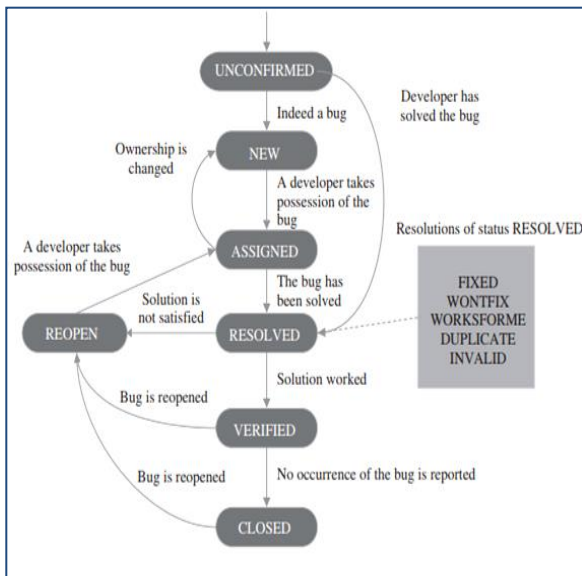 UNCONFIRMED
Developer has
solved the bug
Indeed a bug
Ownership is
changed
NEW
A developer takes
possession of the
bug
Resolutions of status RESOLVED
A developer takes
possession of the bug
ASSIGNED
FIXED
WONTFIX
WORKSFORME
DUPLICATE
INVALID
The bug has
been solved
Solution is
not satisfied
REOPEN
RESOLVED
Solution worked
Bug is reopened
VERIFIED
Bug is reopened
No occurrence of the bug is reported
CLOSED